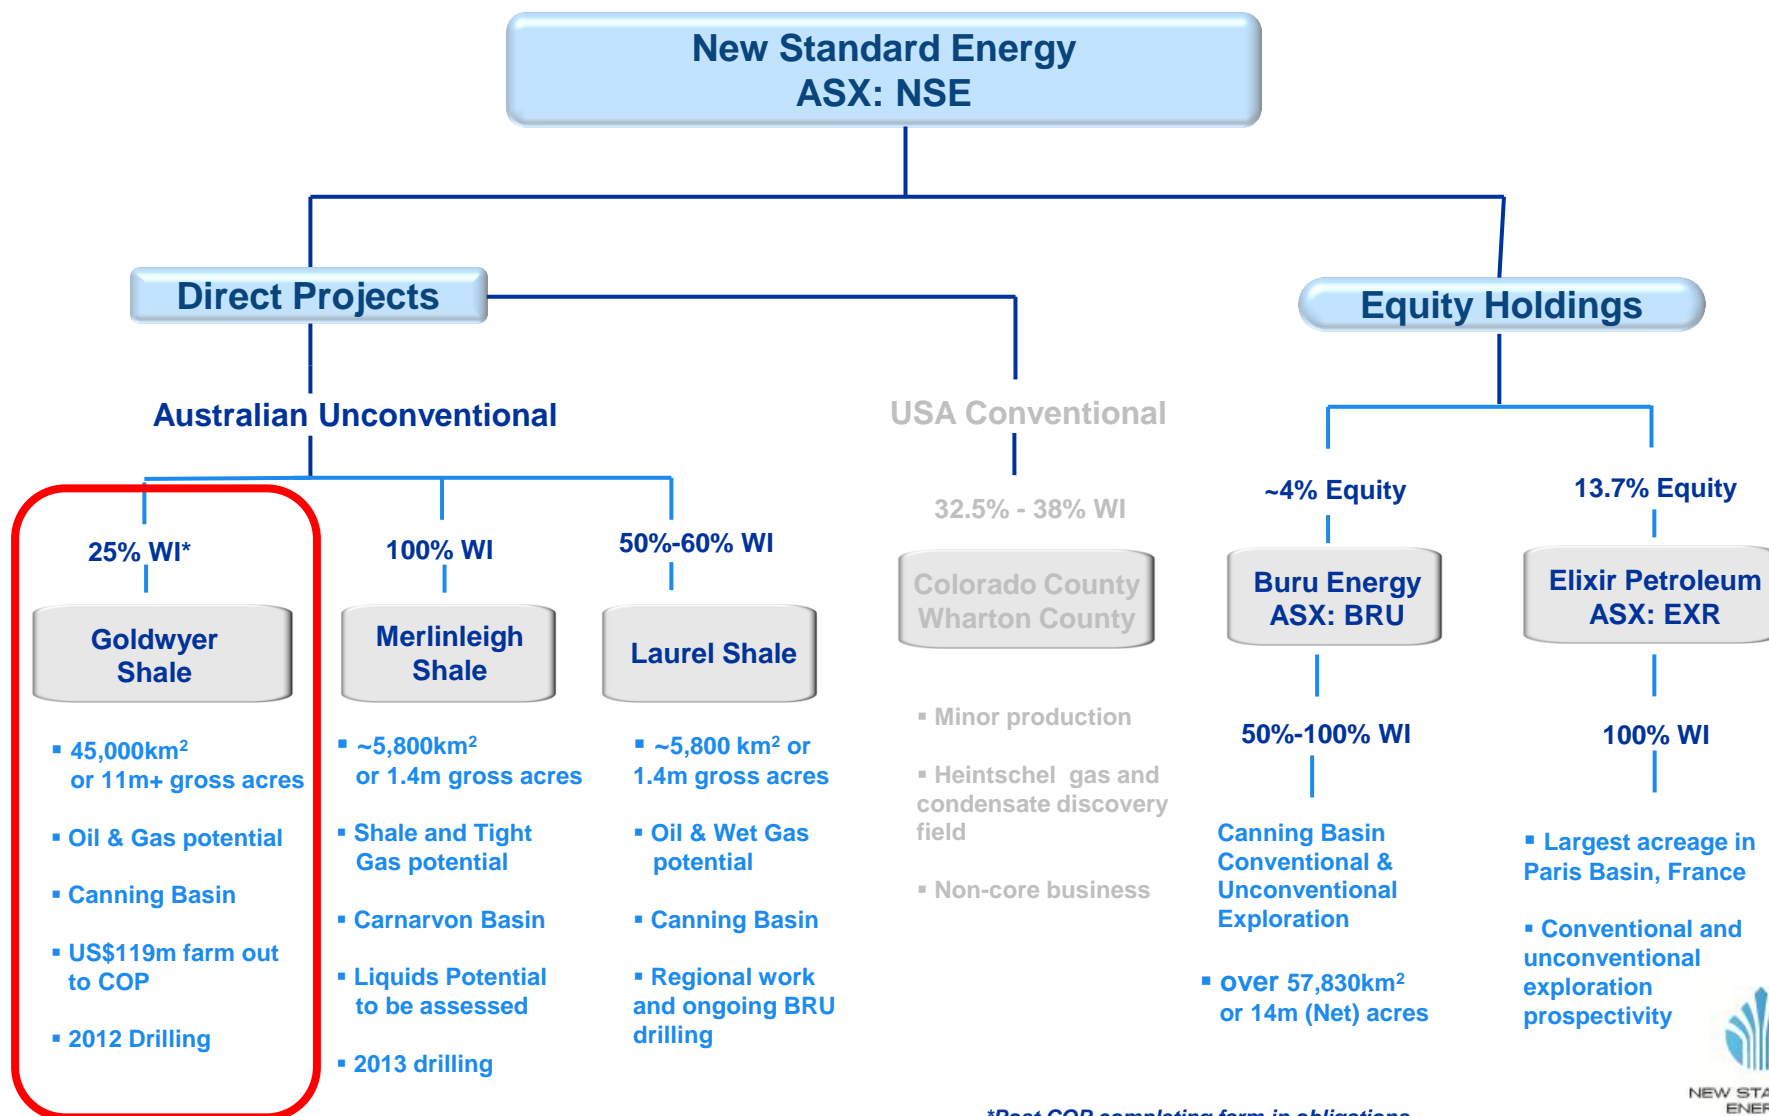 New Standard Energy
ASX: NSE
Direct Projects
Equity Holdings
Australian Unconventional
USA Conventional
25% WI*
100% WI
50%-60% WI
32.5% - 38% WI
~4% Equity
13.7% Equity
Goldwyer
Shale
Merlinleigh
Shale
Laurel Shale
Colorado County
Wharton County
Buru Energy
ASX: BRU
Elixir Petroleum
ASX: EXR
▪ 45,000km²
or 11m+ gross acres
▪ Oil & Gas potential
▪ Canning Basin
▪ US$119m farm out
to COP
▪ 2012 Drilling
▪ ~5,800km²
or 1.4m gross acres
▪ Shale and Tight
Gas potential
▪ Carnarvon Basin
▪ Liquids Potential
to be assessed
▪ 2013 drilling
▪ ~5,800 km² or
1.4m gross acres
▪ Oil & Wet Gas
potential
▪ Canning Basin
▪ Regional work
and ongoing BRU
drilling
▪ Minor production
▪ Heintschel gas and
condensate discovery
field
▪ Non-core business
50%-100% WI
Canning Basin
Conventional &
Unconventional
Exploration
▪ over 57,830km²
or 14m (Net) acres
100% WI
▪ Largest acreage in
Paris Basin, France
▪ Conventional and
unconventional
exploration
prospectivity
NEW
*Post COP completing farm in obligations